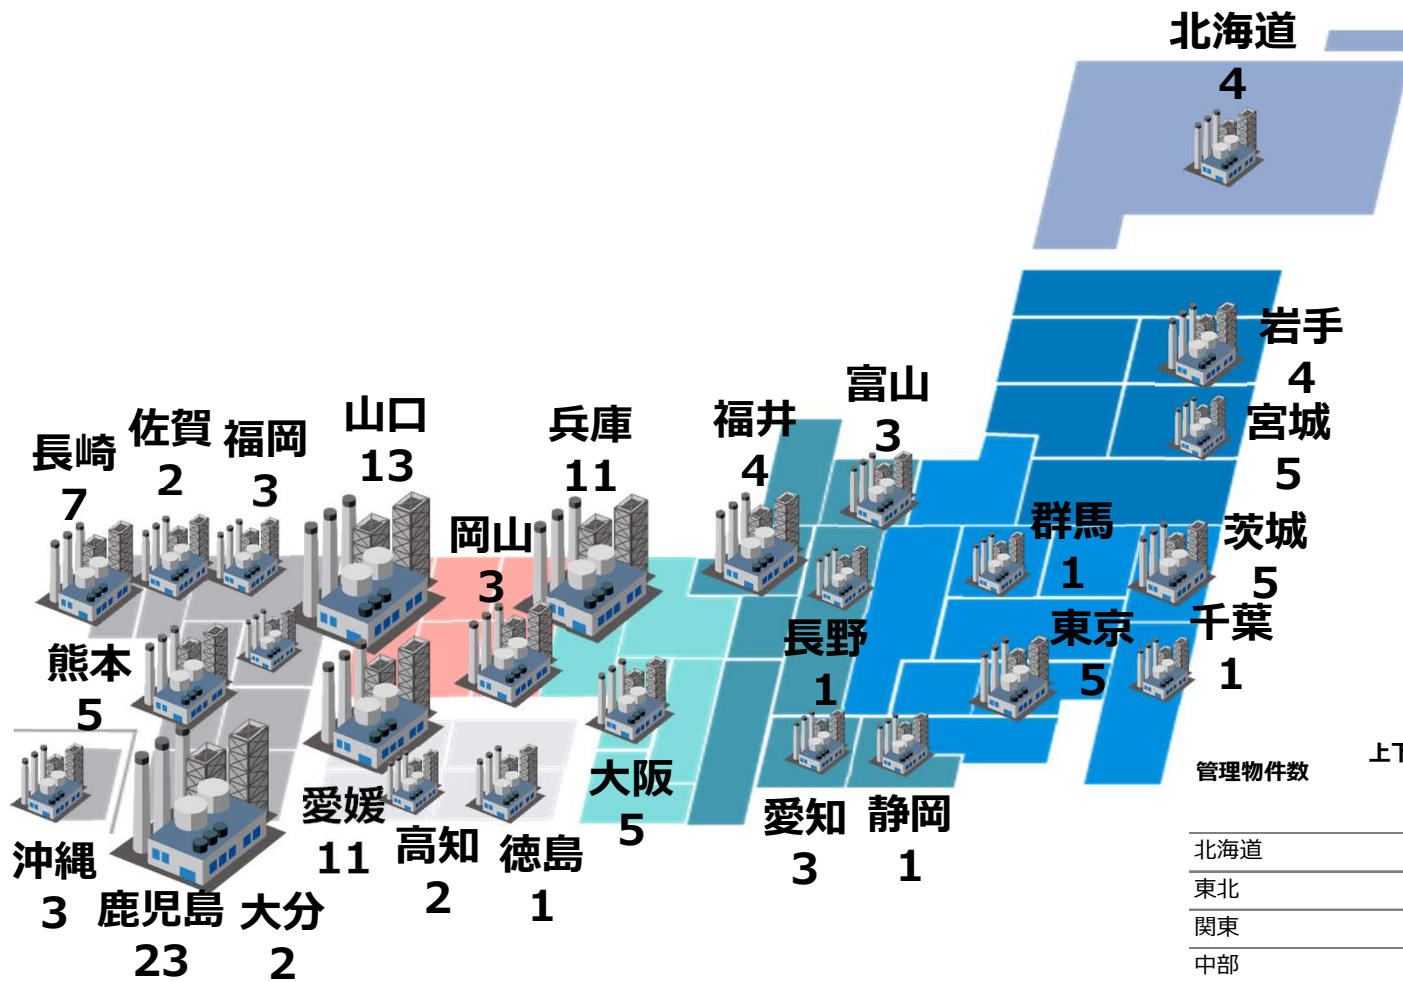 北海道
4
岩手
4
宮城
5
富山
3
福井
4
兵庫
11
山口
13
岡山
3
福岡
3
佐賀
2
長崎
7
群馬
1
茨城
5
千葉
1
東京
5
長野
1
熊本
5
大阪
5
愛知
3
静岡
1
愛媛
11
高知
2
徳島
1
沖縄
3
鹿児島
23
大分
2
上下
管理物件数
北海道
東北
関東
中部